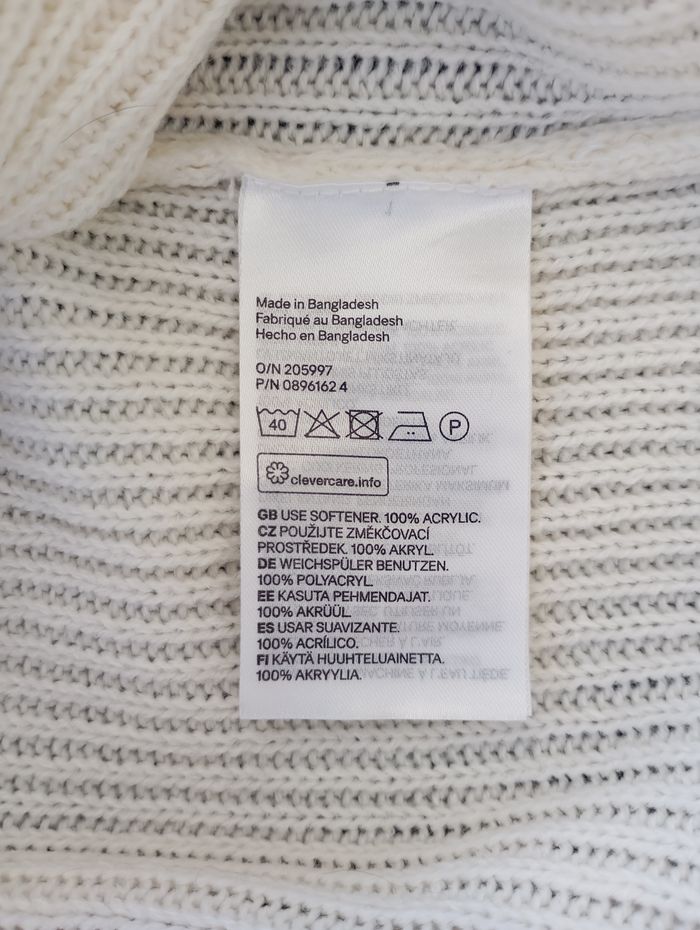 Made in Bangladesh
Fabriqué au Bangladesh
Hecho en Bangladesh
O/N 205997
P/N 0896162 4
40 P
clevercare.info
GB USE SOFTENER. 100% ACRYLIC.
CZ POUŽIJTE ZMĚKČOVACÍ
PROSTŘEDEK. 100% AKRYL.
DE WEICHSPÜLER BENUTZEN.
100% POLYACRYL.
EE KASUTA PEHMENDAJAT.
100% AKRÜÜL.
ES USAR SUAVIZANTE.
100% ACRÍLICO.
FI KÄYTÄ HUUHTELUAINETTA.
100% AKRYYLIA.